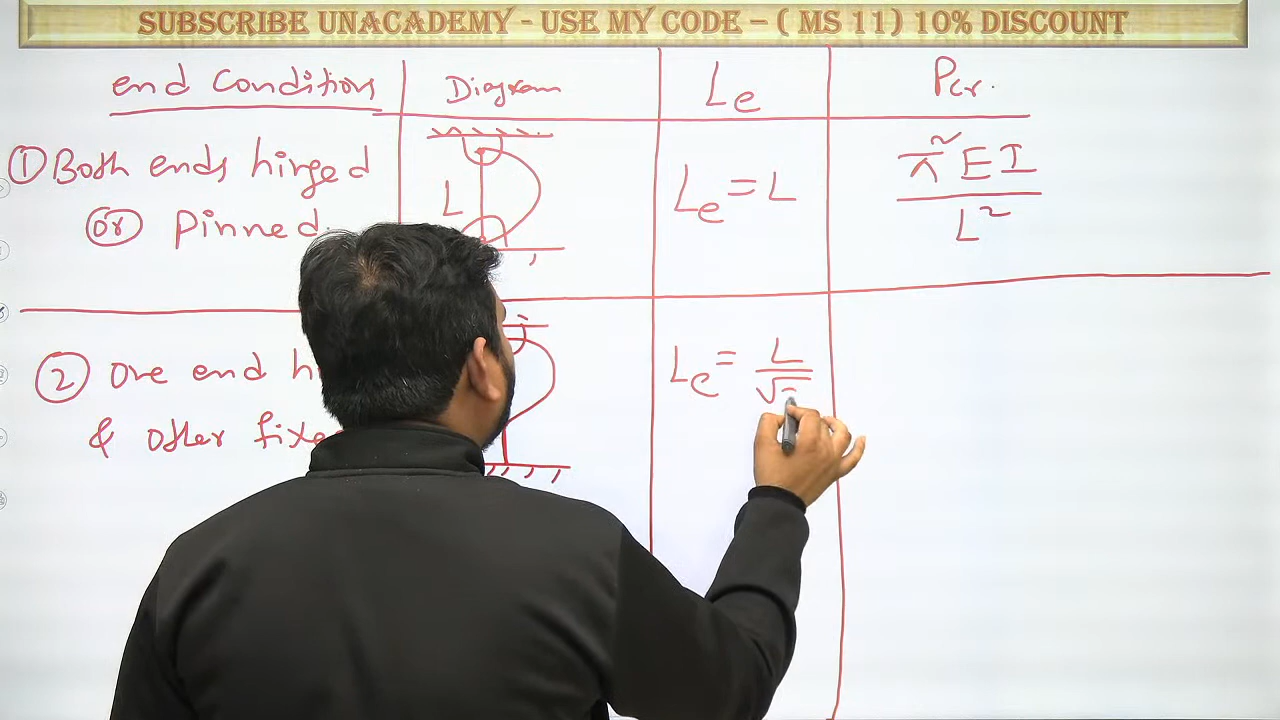 SUBSCRIBE UNACADEMY - USE MY CODE – ( MS 11) 10% DISCOUNT
end Condition Diagram Le Pcr.
① Both ends hinged
or Pinned.
L
Le = L
π² E I
L²
② One end h
& other fixe
Le = L
√